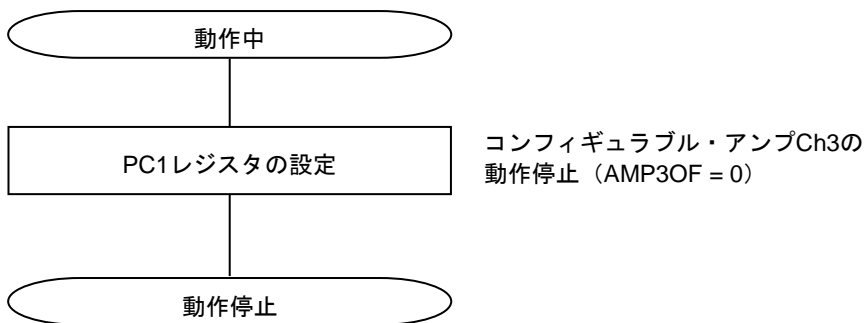 動作中
PC1レジスタの設定
コンフィギュラブル・アンプCh3の
動作停止（AMP3OF = 0）
動作停止